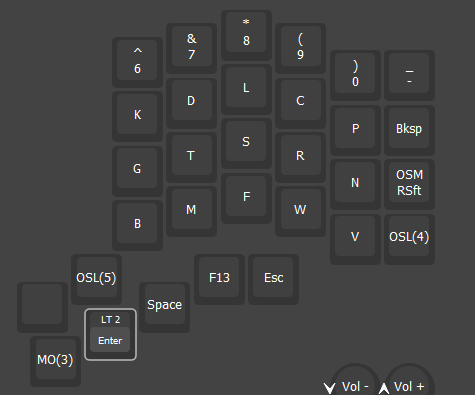 *
8
&
7
(
9
^
6
)
0
_
-
L
D
C
K
P
Bksp
S
T
R
G
N
OSM
RSft
F
M
W
B
V
OSL(4)
OSL(5)
F13
Esc
Space
LT 2
Enter
MO(3)
Vol -
Vol +